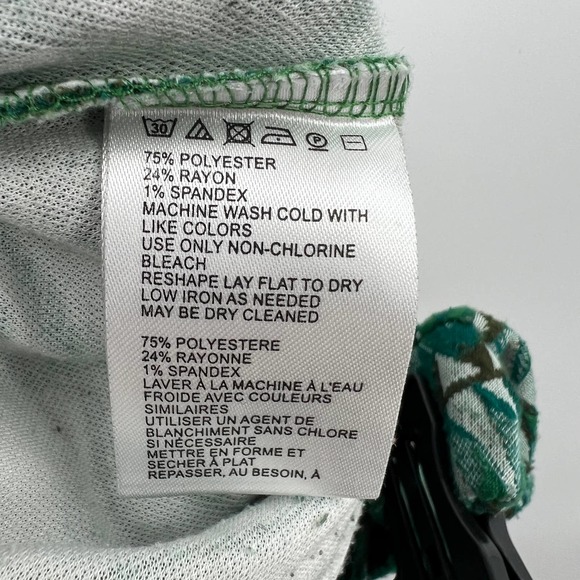 30 P
75% POLYESTER
24% RAYON
1% SPANDEX
MACHINE WASH COLD WITH
LIKE COLORS
USE ONLY NON-CHLORINE
BLEACH
RESHAPE LAY FLAT TO DRY
LOW IRON AS NEEDED
MAY BE DRY CLEANED
75% POLYESTERE
24% RAYONNE
1% SPANDEX
LAVER À LA MACHINE À L'EAU
FROIDE AVEC COULEURS
SIMILAIRES
UTILISER UN AGENT DE
BLANCHIMENT SANS CHLORE
SI NÉCESSAIRE
METTRE EN FORME ET
SÉCHER À PLAT
REPASSER, AU BESOIN, À